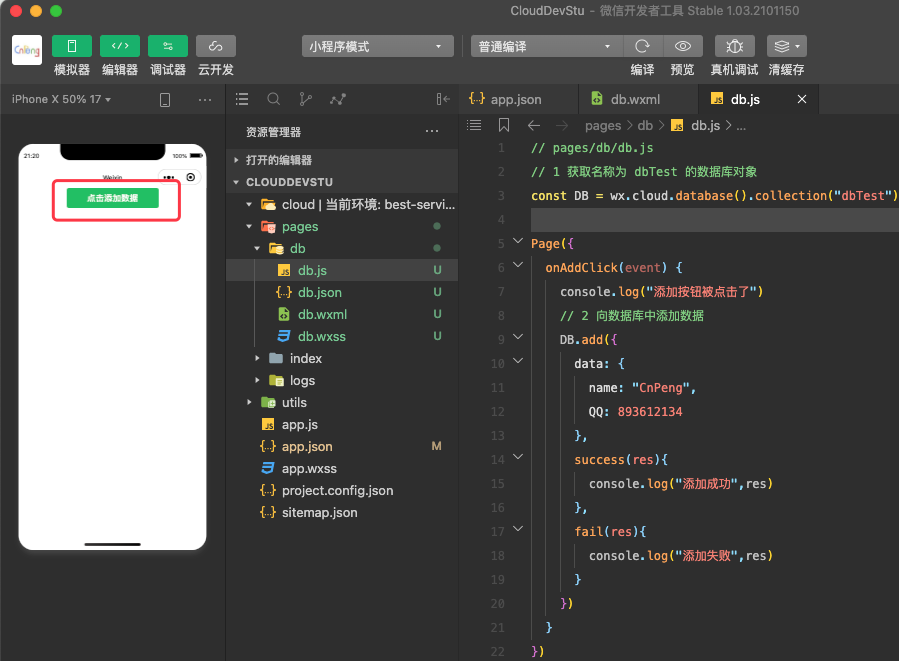 CloudDevStu - 微信开发者工具 Stable 1.03.2101150
CnPeng
模拟器 编辑器 调试器 云开发
小程序模式
普通编译
编译 预览 真机调试 清缓存
iPhone X 50% 17
21:20
100%
Weixin
点击添加数据
资源管理器
打开的编辑器
CLOUDDEVSTU
cloud | 当前环境: best-servi...
pages
db
db.js U
db.json U
db.wxml U
db.wxss U
index
logs
utils
app.js
app.json M
app.wxss
project.config.json
sitemap.json
app.json db.wxml db.js
pages > db > db.js > ...
1 // pages/db/db.js
2 // 1 获取名称为 dbTest 的数据库对象
3 const DB = wx.cloud.database().collection("dbTest")
4
5 Page({
6 onAddClick(event) {
7 console.log("添加按钮被点击了")
8 // 2 向数据库中添加数据
9 DB.add({
10 data: {
11 name: "CnPeng",
12 QQ: 893612134
13 },
14 success(res){
15 console.log("添加成功",res)
16 },
17 fail(res){
18 console.log("添加失败",res)
19 }
20 })
21 }
22 })